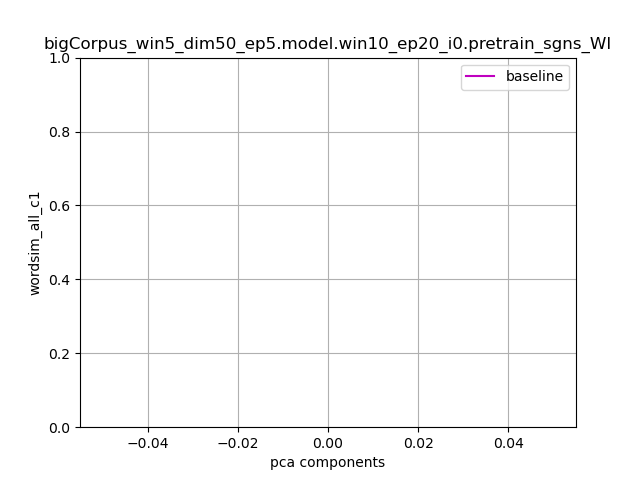 bigCorpus_win5_dim50_ep5.model.win10_ep20_i0.pretrain_sgns_WI
baseline
1.0
0.8
0.6
0.4
0.2
0.0
wordsim_all_c1
−0.04 −0.02 0.00 0.02 0.04
pca components